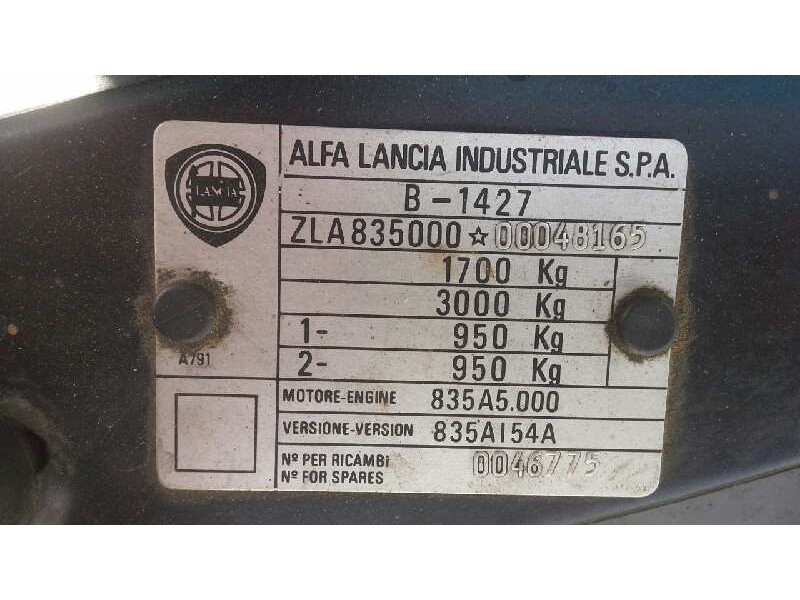 LANCIA
ALFA LANCIA INDUSTRIALE S.P.A.
B-1427
ZLA835000☆00048165
1700 Kg
3000 Kg
1- 950 Kg
2- 950 Kg
A791
MOTORE-ENGINE 835A5.000
VERSIONE-VERSION 835AI54A
Nº PER RICAMBI 0046775
Nº FOR SPARES